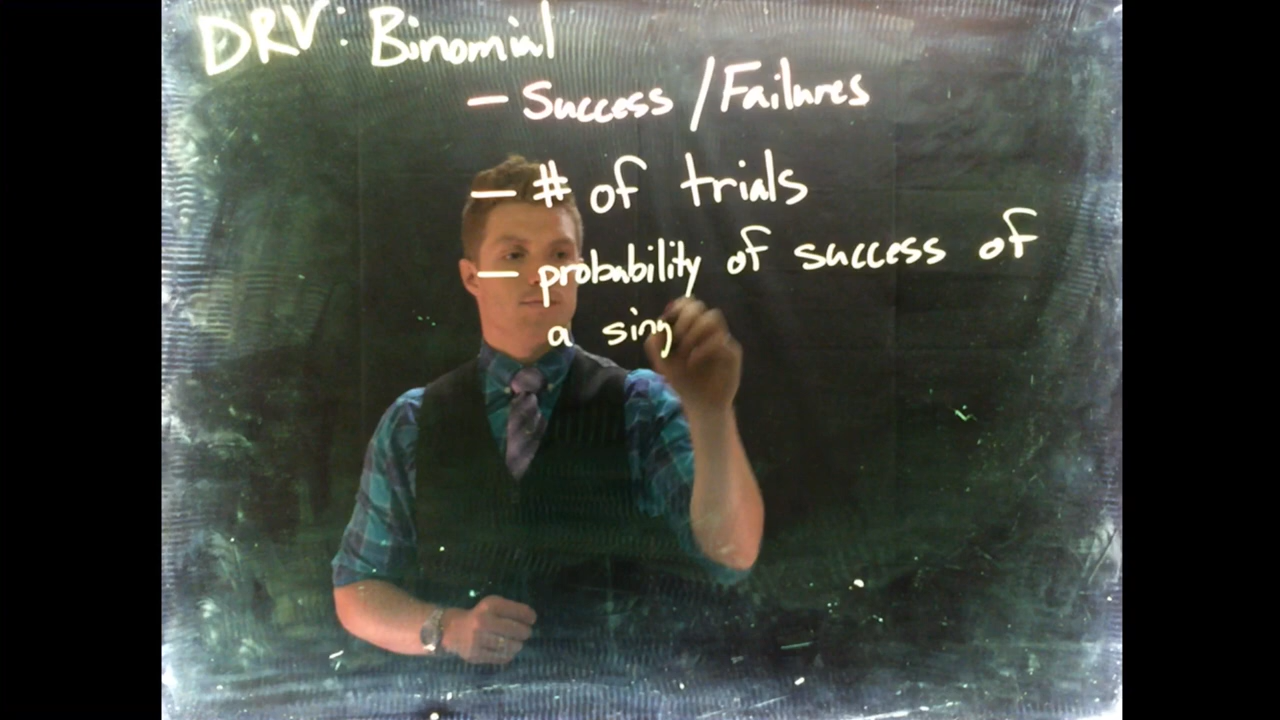 DRV: Binomial
- Success / Failures
- # of trials
- probability of success of
a sing